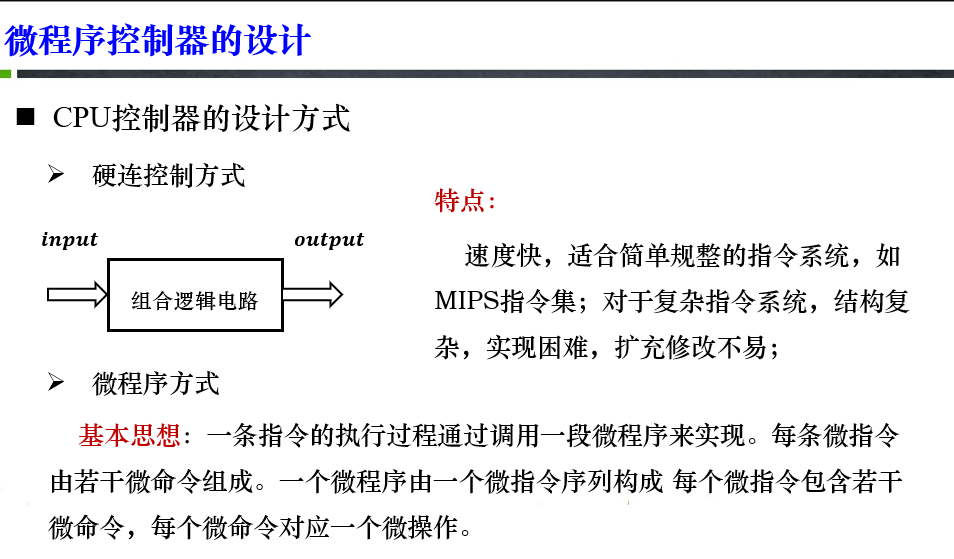 微程序控制器的设计
CPU控制器的设计方式
硬连控制方式
input
output
组合逻辑电路
特点：
速度快，适合简单规整的指令系统，如
MIPS指令集；对于复杂指令系统，结构复
杂，实现困难，扩充修改不易；
微程序方式
基本思想：一条指令的执行过程通过调用一段微程序来实现。每条微指令
由若干微命令组成。一个微程序由一个微指令序列构成 每个微指令包含若干
微命令，每个微命令对应一个微操作。